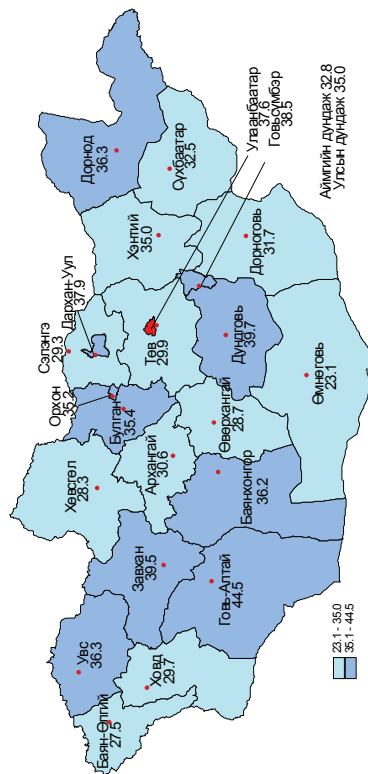 Баян-Өлгий
27.5
Увс
36.3
Ховд
29.7
Завхан
39.5
Говь-Алтай
44.5
Хөвсгөл
28.3
Архангай
30.6
Баянхонгор
36.2
Орхон
35.2
Булган
35.4
Өвөрхангай
28.7
Сэлэнгэ
29.3
Дархан-Уул
37.9
Төв
29.9
Дундговь
39.7
Өмнөговь
23.1
Хэнтий
35.0
Дорноговь
31.7
Дорнод
36.3
Сүхбаатар
32.5
Улаанбаатар
37.6
Говьсүмбэр
38.5
Аймгийн дундаж 32.8
Улсын дундаж 35.0
23.1 - 35.0
35.1 - 44.5